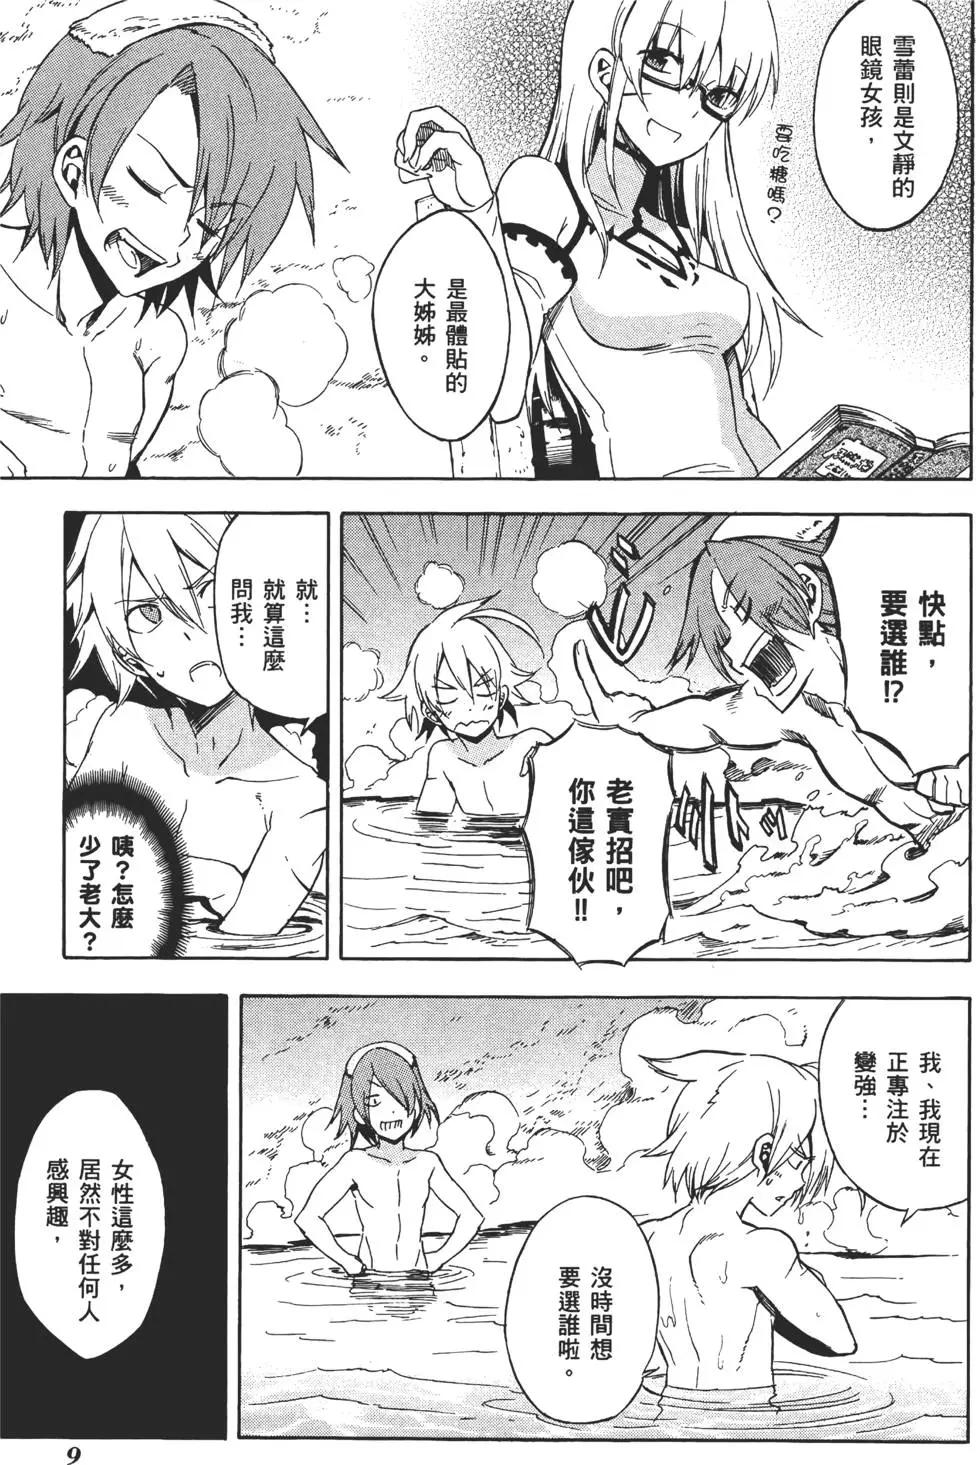 雪蕾則是文靜的
眼鏡女孩，
要吃糖嗎？
是最體貼的
大姊姊。
快點，
要選誰!?
老實招吧，
你這傢伙!!
就…
就算這麼
問我…
咦？怎麼
少了老大？
我、我現在
正專注於
變強…
沒時間想
要選誰啦。
女性這麼多，
居然不對任何人
感興趣，
9